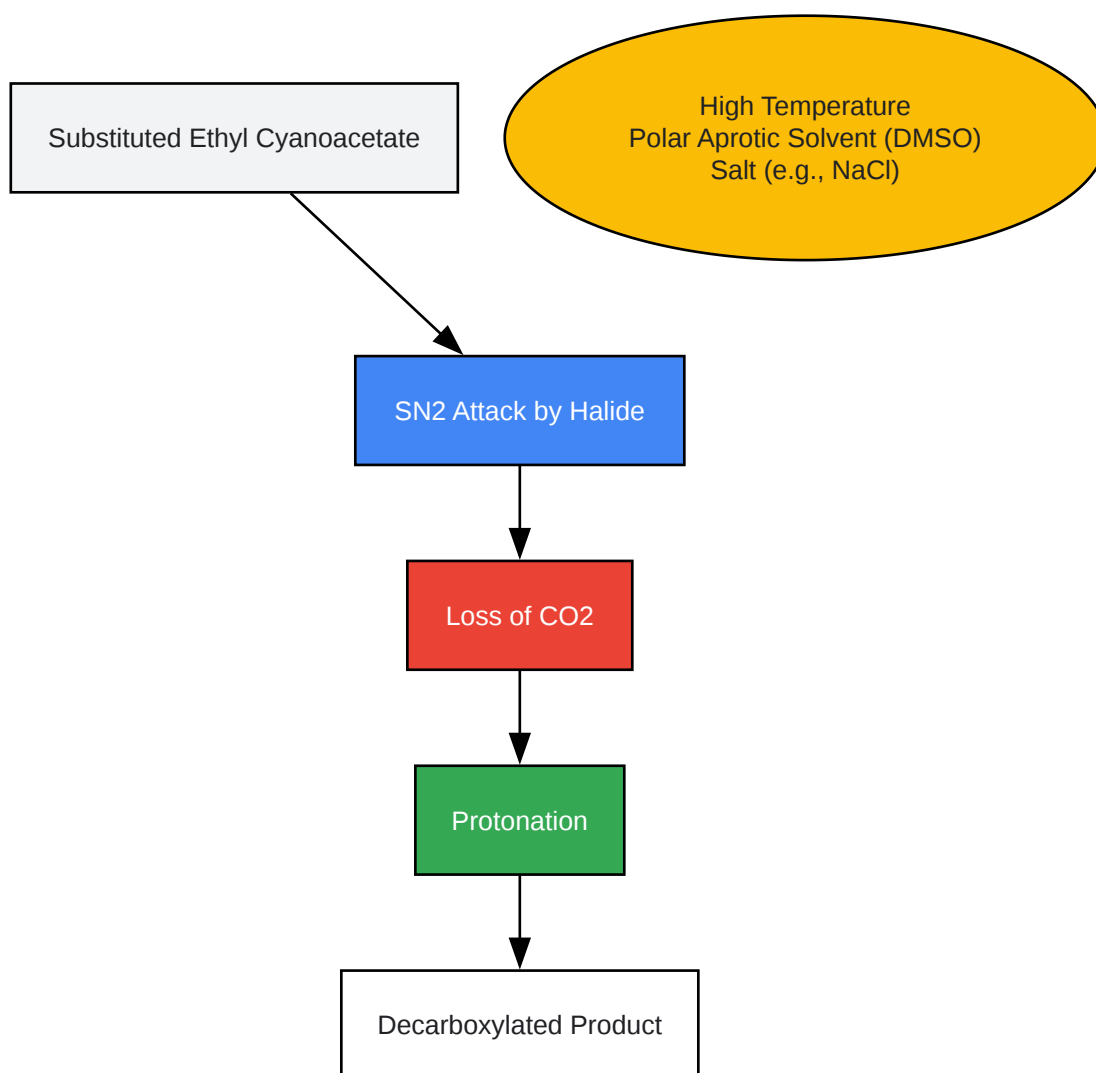 Substituted Ethyl Cyanoacetate
High Temperature
Polar Aprotic Solvent (DMSO)
Salt (e.g., NaCl)
SN2 Attack by Halide
Loss of CO2
Protonation
Decarboxylated Product